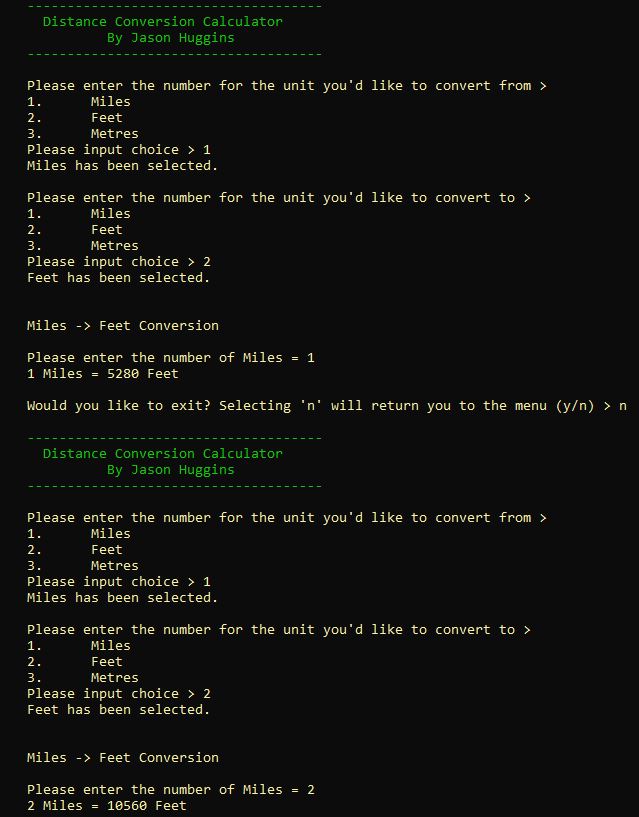 -------------------------------------
Distance Conversion Calculator
By Jason Huggins
-------------------------------------
Please enter the number for the unit you'd like to convert from >
1. Miles
2. Feet
3. Metres
Please input choice > 1
Miles has been selected.
Please enter the number for the unit you'd like to convert to >
1. Miles
2. Feet
3. Metres
Please input choice > 2
Feet has been selected.
Miles -> Feet Conversion
Please enter the number of Miles = 1
1 Miles = 5280 Feet
Would you like to exit? Selecting 'n' will return you to the menu (y/n) > n
-------------------------------------
Distance Conversion Calculator
By Jason Huggins
-------------------------------------
Please enter the number for the unit you'd like to convert from >
1. Miles
2. Feet
3. Metres
Please input choice > 1
Miles has been selected.
Please enter the number for the unit you'd like to convert to >
1. Miles
2. Feet
3. Metres
Please input choice > 2
Feet has been selected.
Miles -> Feet Conversion
Please enter the number of Miles = 2
2 Miles = 10560 Feet